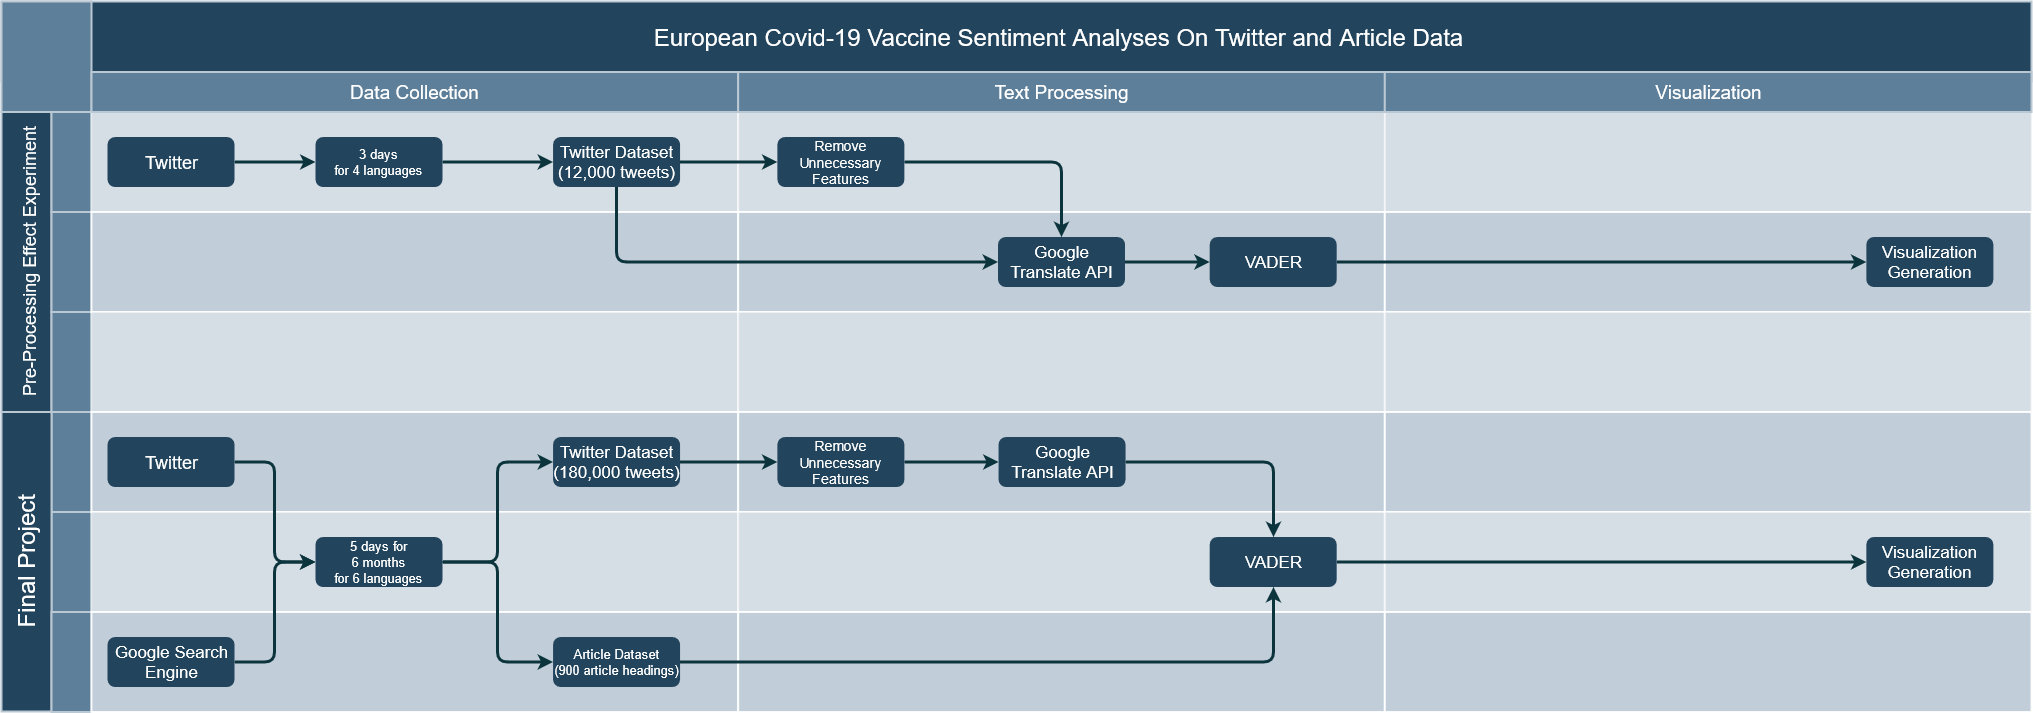 European Covid-19 Vaccine Sentiment Analyses On Twitter and Article Data
Data Collection
Text Processing
Visualization
Pre-Processing Effect Experiment
Twitter
3 days
for 4 languages
Twitter Dataset
(12,000 tweets)
Remove
Unnecessary
Features
Google
Translate API
VADER
Visualization
Generation
Final Project
Twitter
Google Search
Engine
5 days for
6 months
for 6 languages
Twitter Dataset
(180,000 tweets)
Article Dataset
(900 article headings)
Remove
Unnecessary
Features
Google
Translate API
VADER
Visualization
Generation